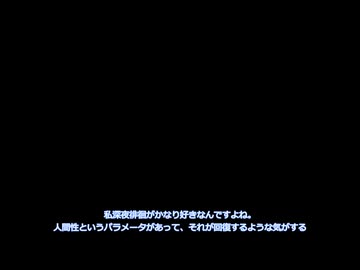 私深夜徘徊がかなり好きなんですよね。
人間性というパラメータがあって、それが回復するような気がする